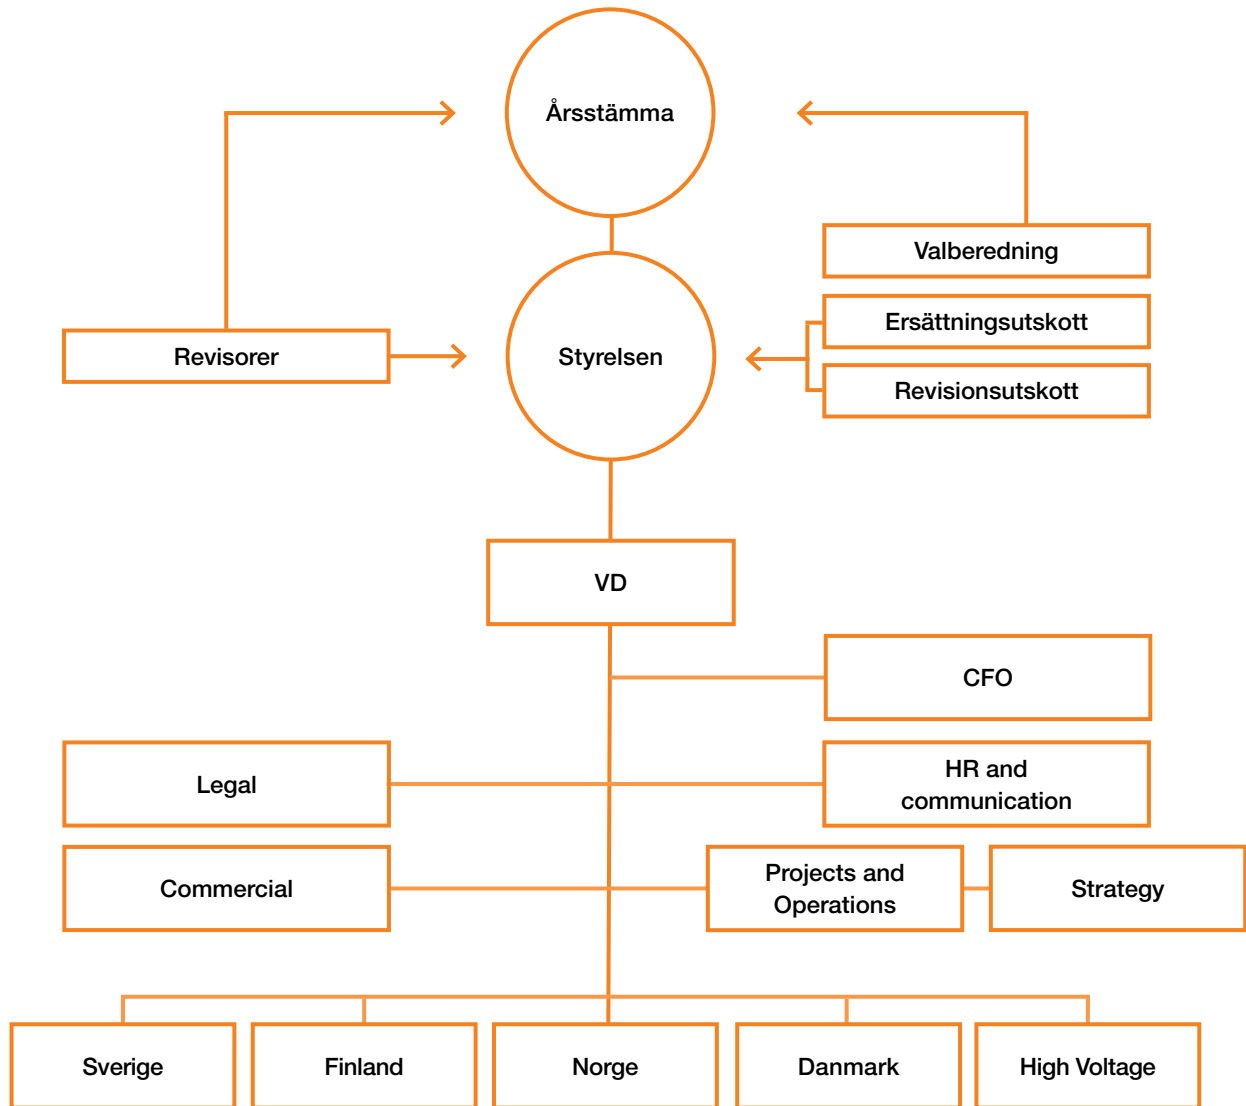 Årsstämma
Valberedning
Ersättningsutskott
Revisorer
Styrelsen
Revisionsutskott
VD
CFO
Legal
HR and
communication
Commercial
Projects and
Operations
Strategy
Sverige
Finland
Norge
Danmark
High Voltage